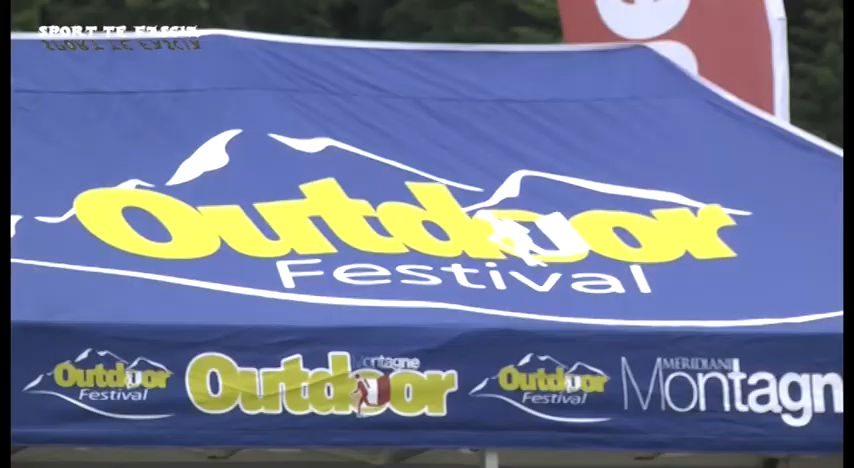 SPORT TE FASCIA
Outdoor
Festival
Outdoor
Festival
Montagne
Outdoor
Outdoor
Festival
MERIDIANI
Montagn